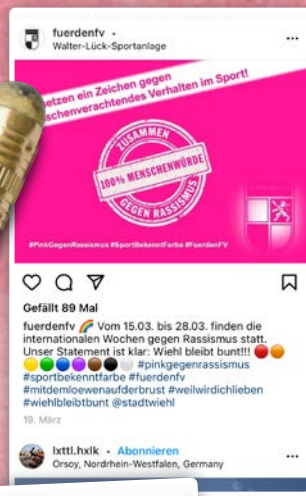 fuerdenfv •
Walter-Lück-Sportanlage
etzen ein Zeichen gegen
schenverachtendes Verhalten im Sport!
ZUSAMMEN
100% MENSCHENWÜRDE
GEGEN RASSISMUS
#PinkGegenRassismus #SportBekenntFarbe #FuerdenFV
Gefällt 89 Mal
fuerdenfv 🌈 Vom 15.03. bis 28.03. finden die
internationalen Wochen gegen Rassismus statt.
Unser Statement ist klar: Wiehl bleibt bunt!!! 🔴🟠
🟡🟢🔵🟣🟤⚫⚪ #pinkgegenrassismus
#sportbekenntfarbe #fuerdenfv
#mitdemloewenaufderbrust #weilwirdichlieben
#wiehlbleibtbunt @stadtwiehl
19. März
lxttl.hxlk • Abonnieren
Orsoy, Nordrhein-Westfalen, Germany